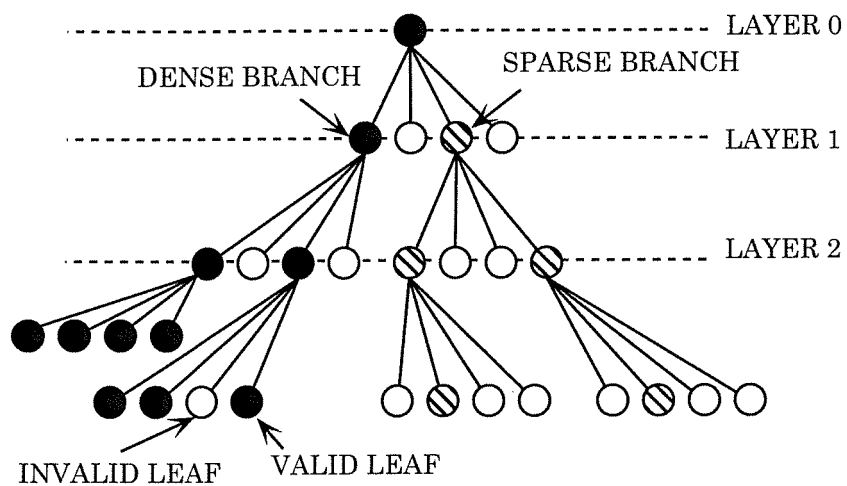 LAYER 0
DENSE BRANCH
SPARSE BRANCH
LAYER 1
LAYER 2
INVALID LEAF
VALID LEAF